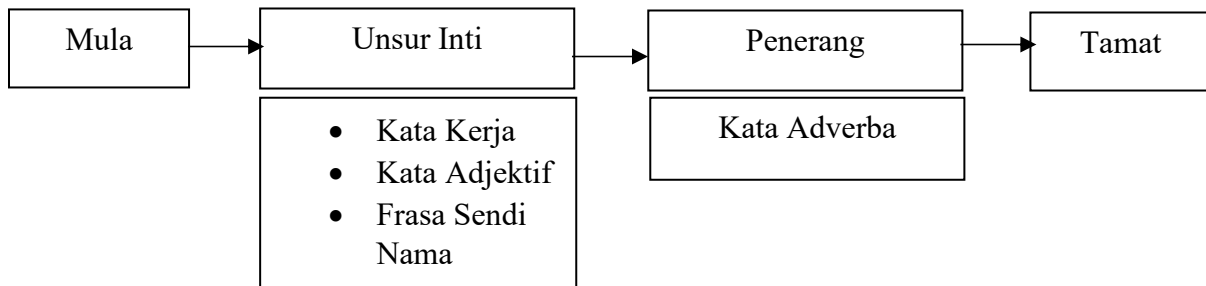 Mula
Unsur Inti
Penerang
Tamat
• Kata Kerja
• Kata Adjektif
• Frasa Sendi
Nama
Kata Adverba